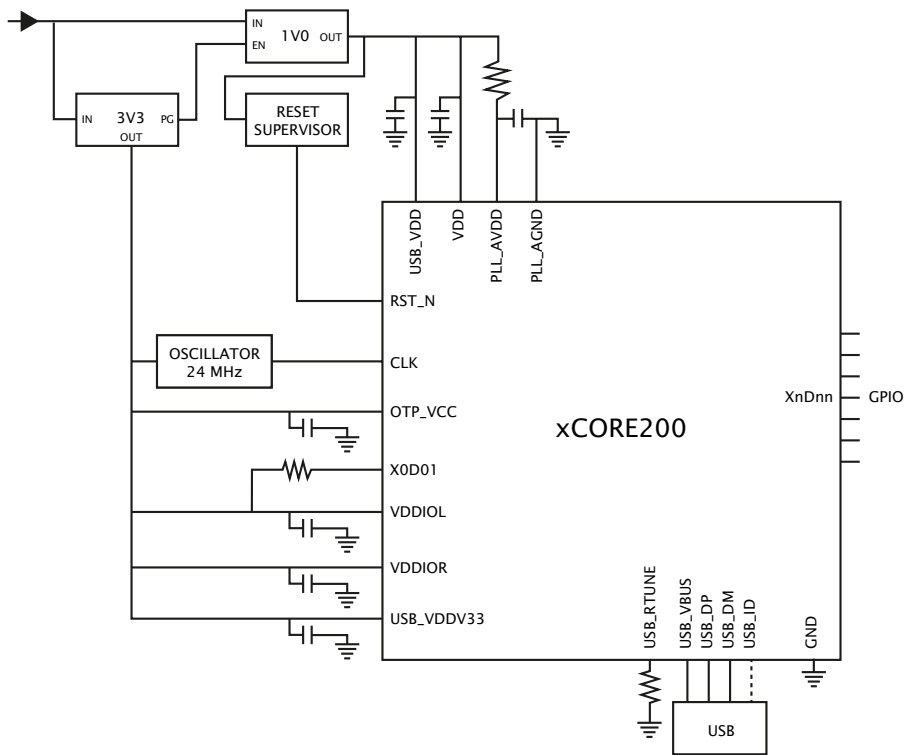 IN
1V0
OUT
EN
IN
3V3
PG
OUT
RESET
SUPERVISOR
USB_VDD
VDD
PLL_AVDD
PLL_AGND
RST_N
OSCILLATOR
24 MHz
CLK
XnDnn
GPIO
OTP_VCC
xCORE200
X0D01
VDDIOL
VDDIOR
USB_VDDV33
USB_RTUNE
USB_VBUS
USB_DP
USB_DM
USB_ID
GND
USB